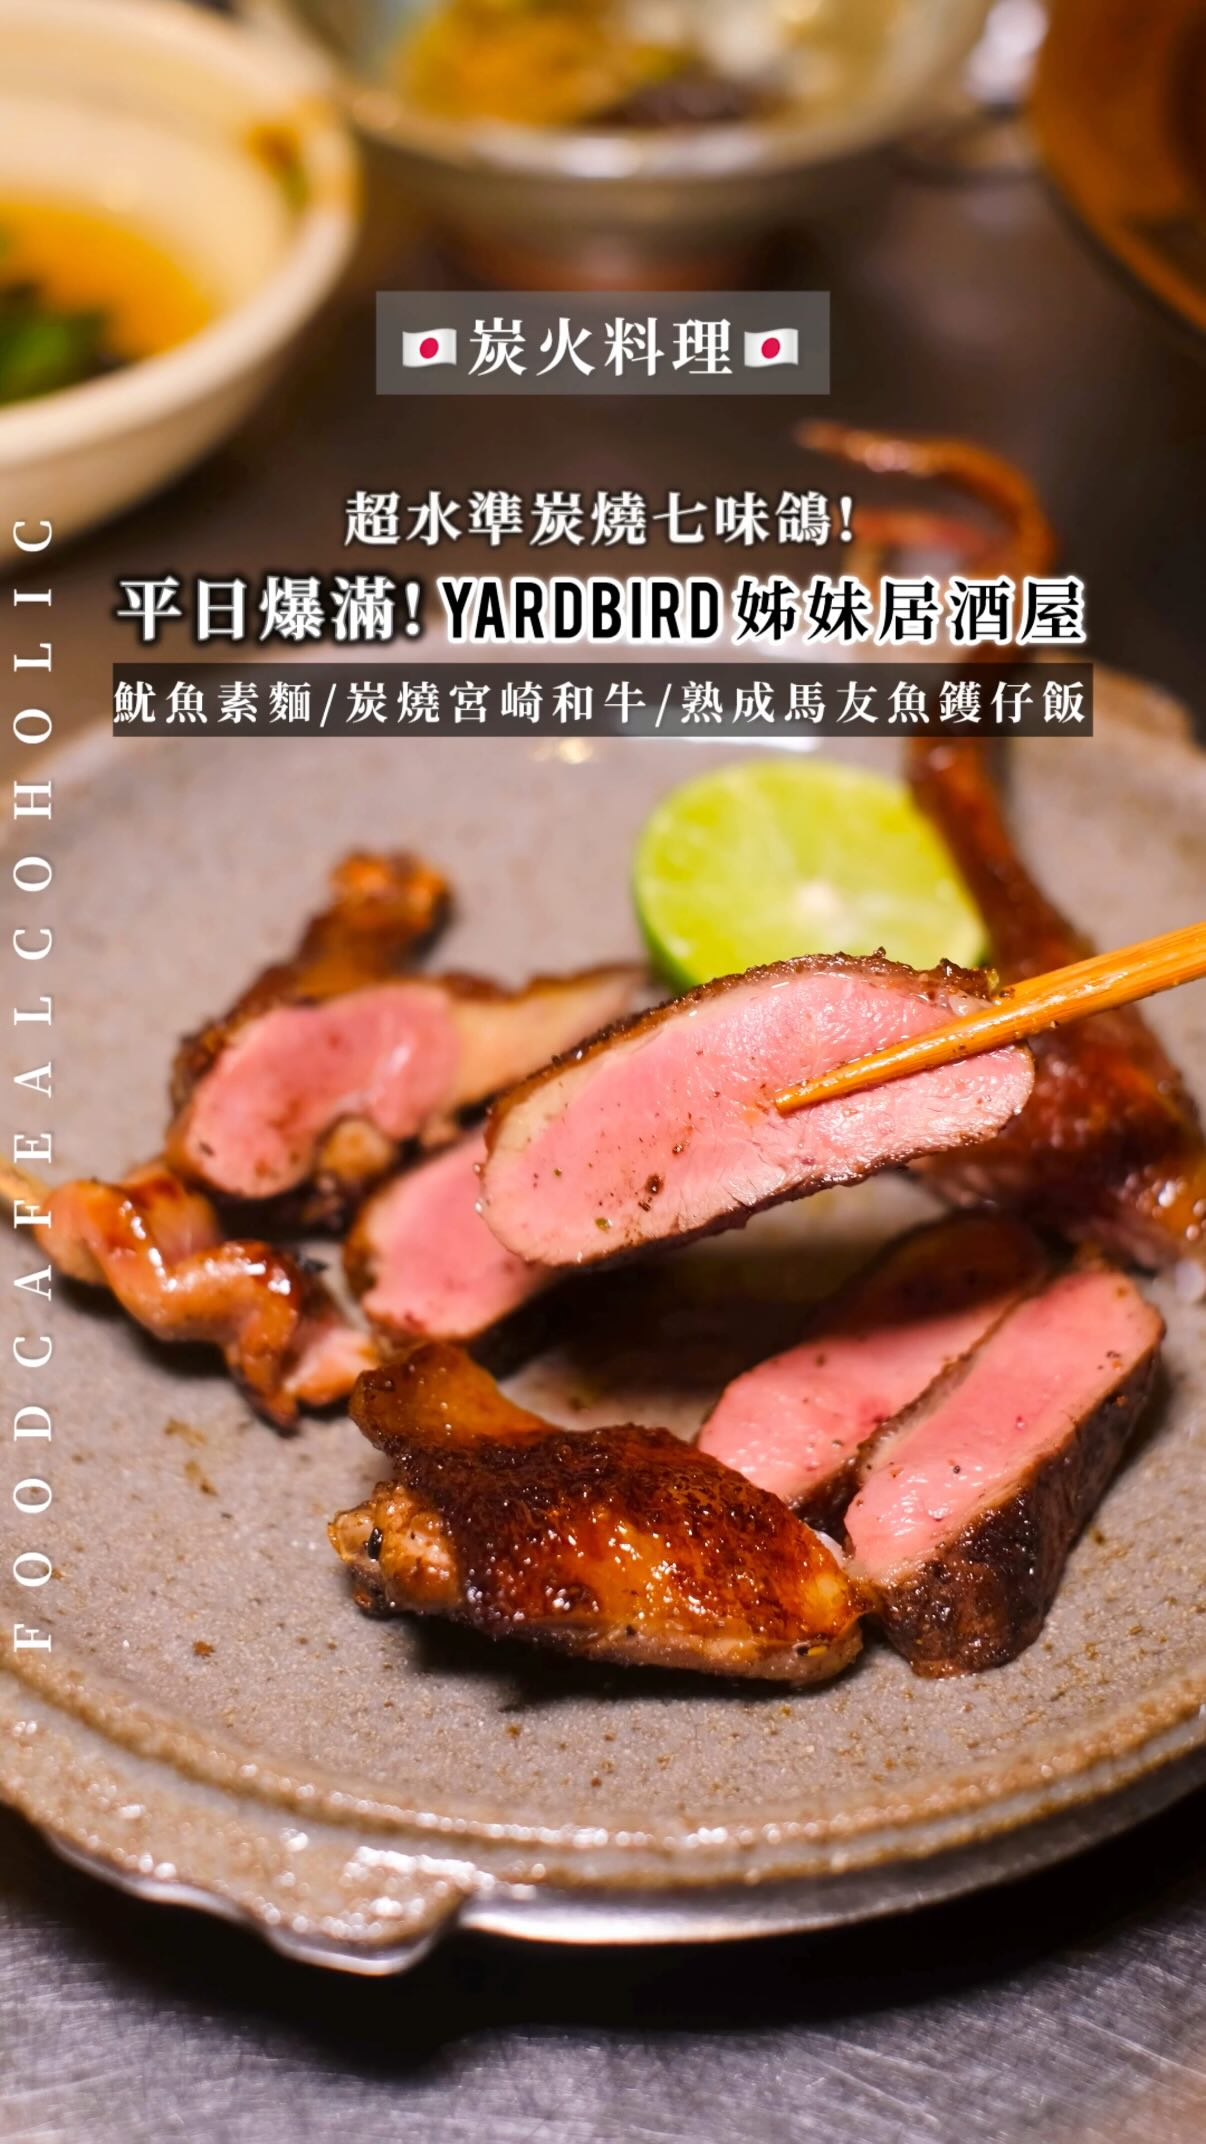 🇯🇵炭火料理🇯🇵
超水準炭燒七味鴿!
平日爆滿! YARDBIRD姊妹居酒屋
魷魚素麵/炭燒宮崎和牛/熟成馬友魚鑊仔飯
FOODCAFEALCOHOLIC